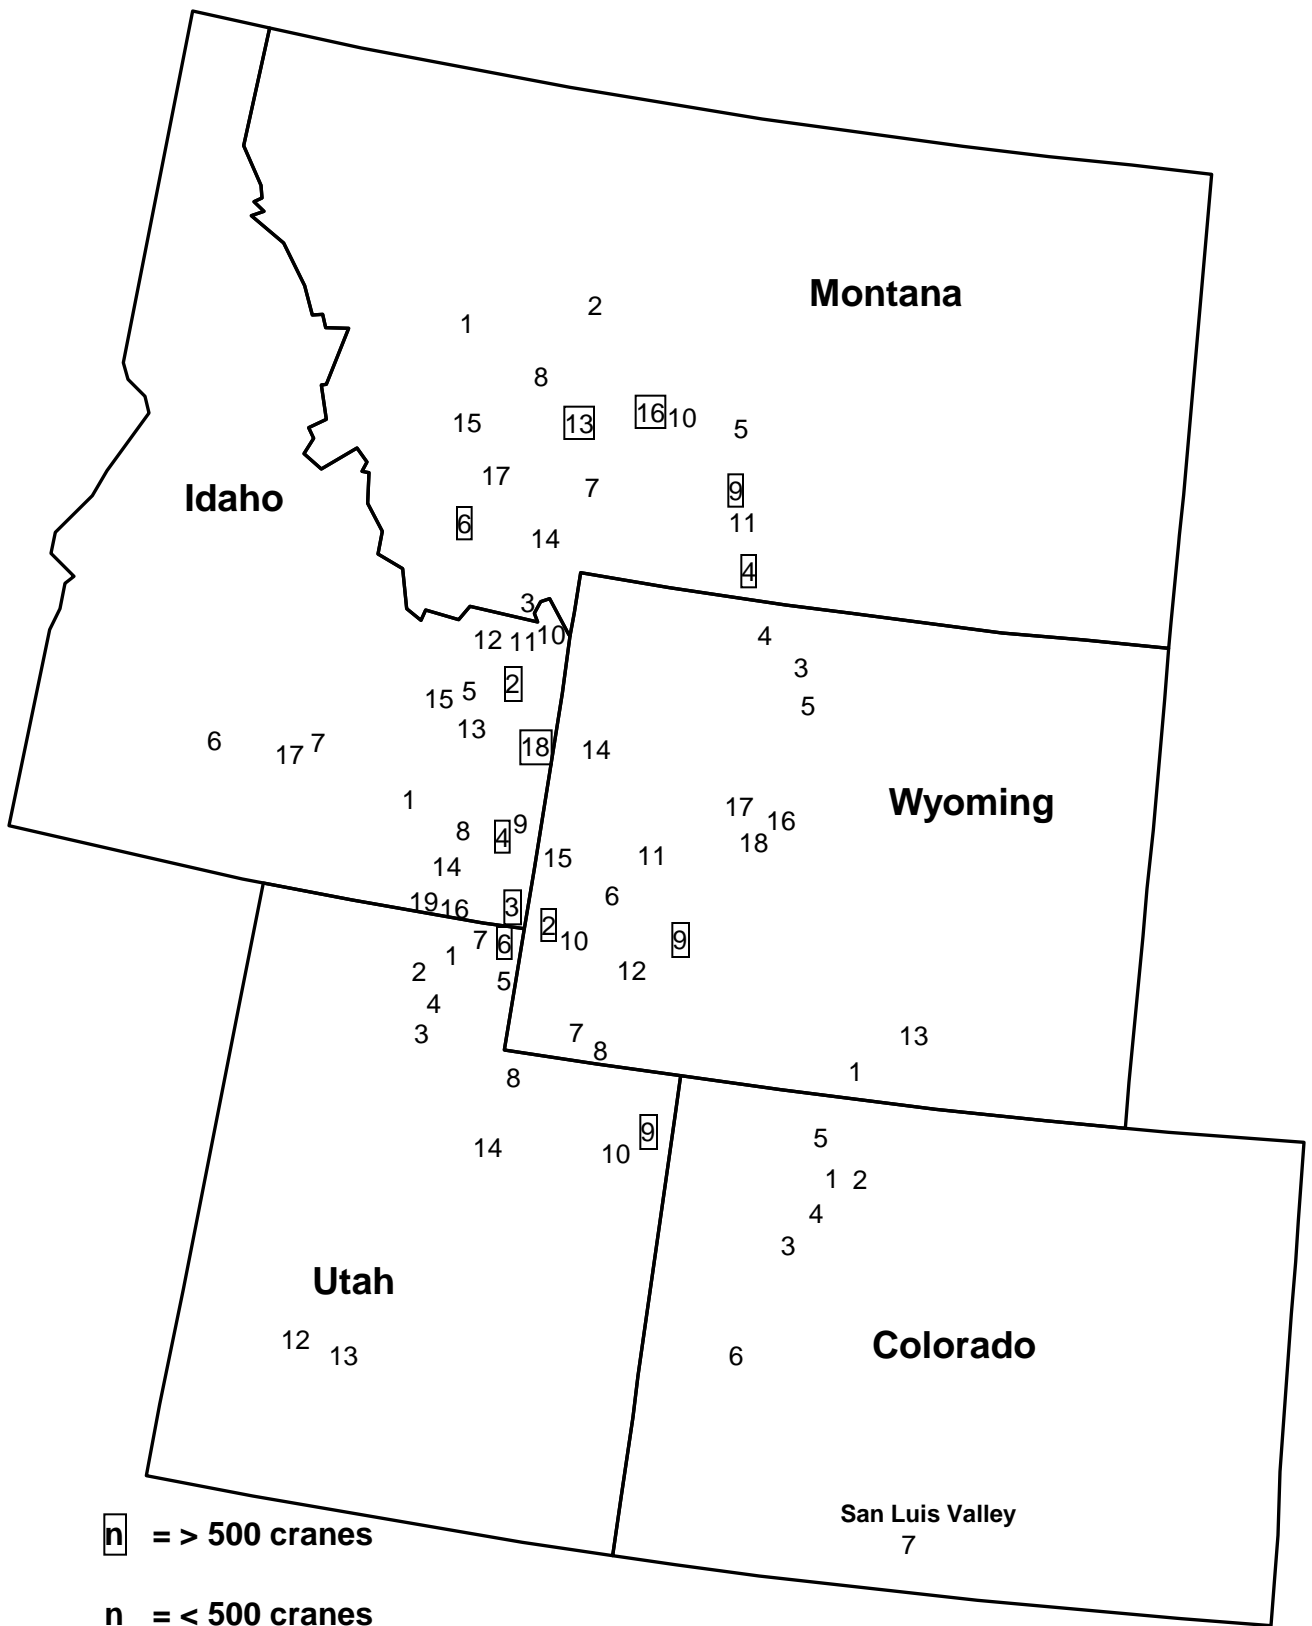 2
Montana
1
8
16 10
15 13 5
17
7 9
Idaho
6 11
14
4
3
12 11 10 4
3
2
15 5 5
13
6 17 7 18 14
1 17 Wyoming
16
8 4 9 18
15 11
14
6
19 16 3
2
7 6 10 9
1
2 5 12
4
3 7 13
8
8 1
9
14 10 5
1 2
4
3
Utah
12
13 6 Colorado
San Luis Valley
n = > 500 cranes
7
n = < 500 cranes